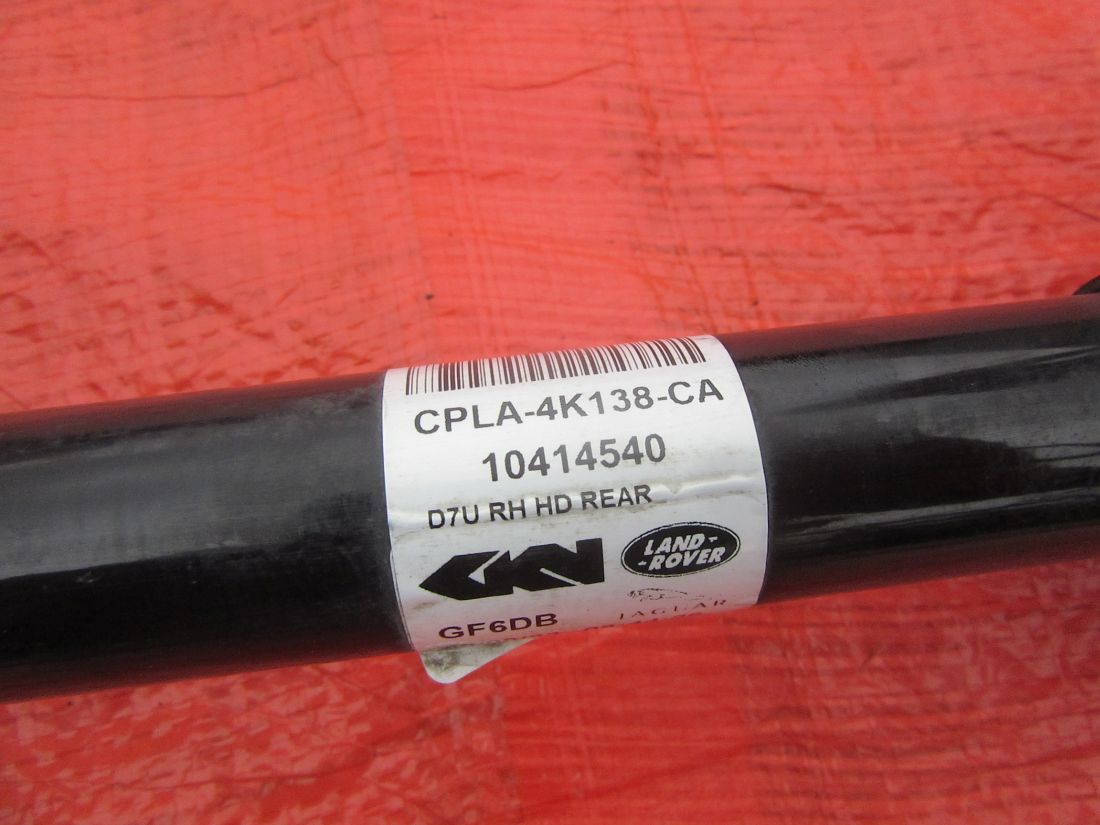 CPLA-4K138-CA
10414540
D7U RH HD REAR
GKN
LAND-
-ROVER
GF6DB
JAGUAR